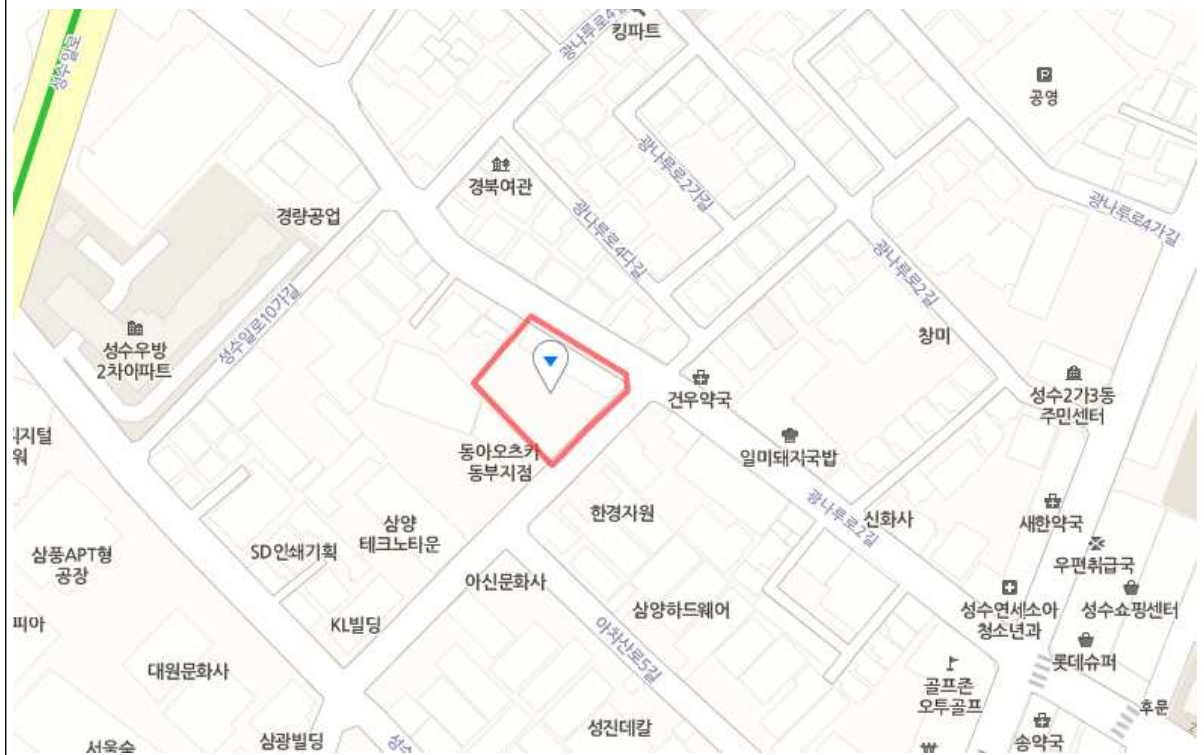 성수일로
광나루로4
킹파트
P
공영
경북여관
광나루로2가길
광나루로4가길
경량공업
광나루로4다길
광나루로2길
성수일로10가길
창미
성수우방
2차아파트
건우약국
성수2가3동
주민센터
동아오츠카
동부지점
일미돼지국밥
한경자원
광나루로2길
신화사
새한약국
SD인쇄기획
삼양
테크노타운
삼풍APT형
공장
우편취급국
아신문화사
삼양하드웨어
성수연세소아
청소년과
성수쇼핑센터
피아
KL빌딩
아차산로5길
롯데슈퍼
대원문화사
골프존
오투골프
후문
성진데칼
서울숲
삼광빌딩
송약국